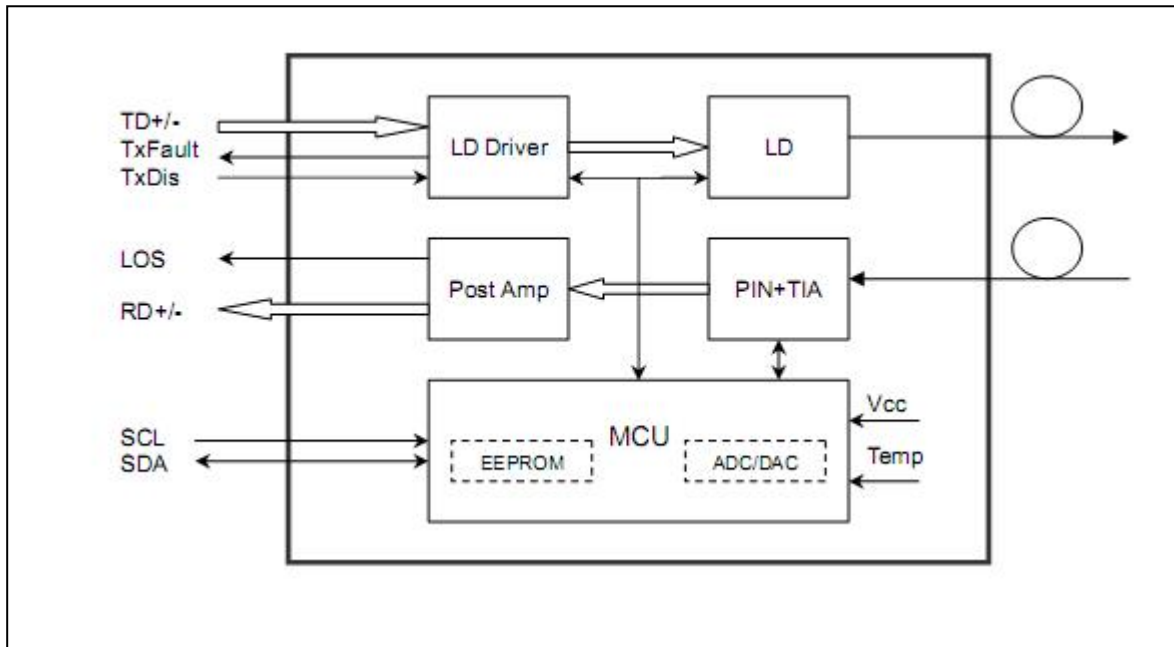 TD+/-
TxFault
TxDis
LD Driver
LD
LOS
RD+/-
Post Amp
PIN+TIA
SCL
SDA
MCU
EEPROM
ADC/DAC
Vcc
Temp